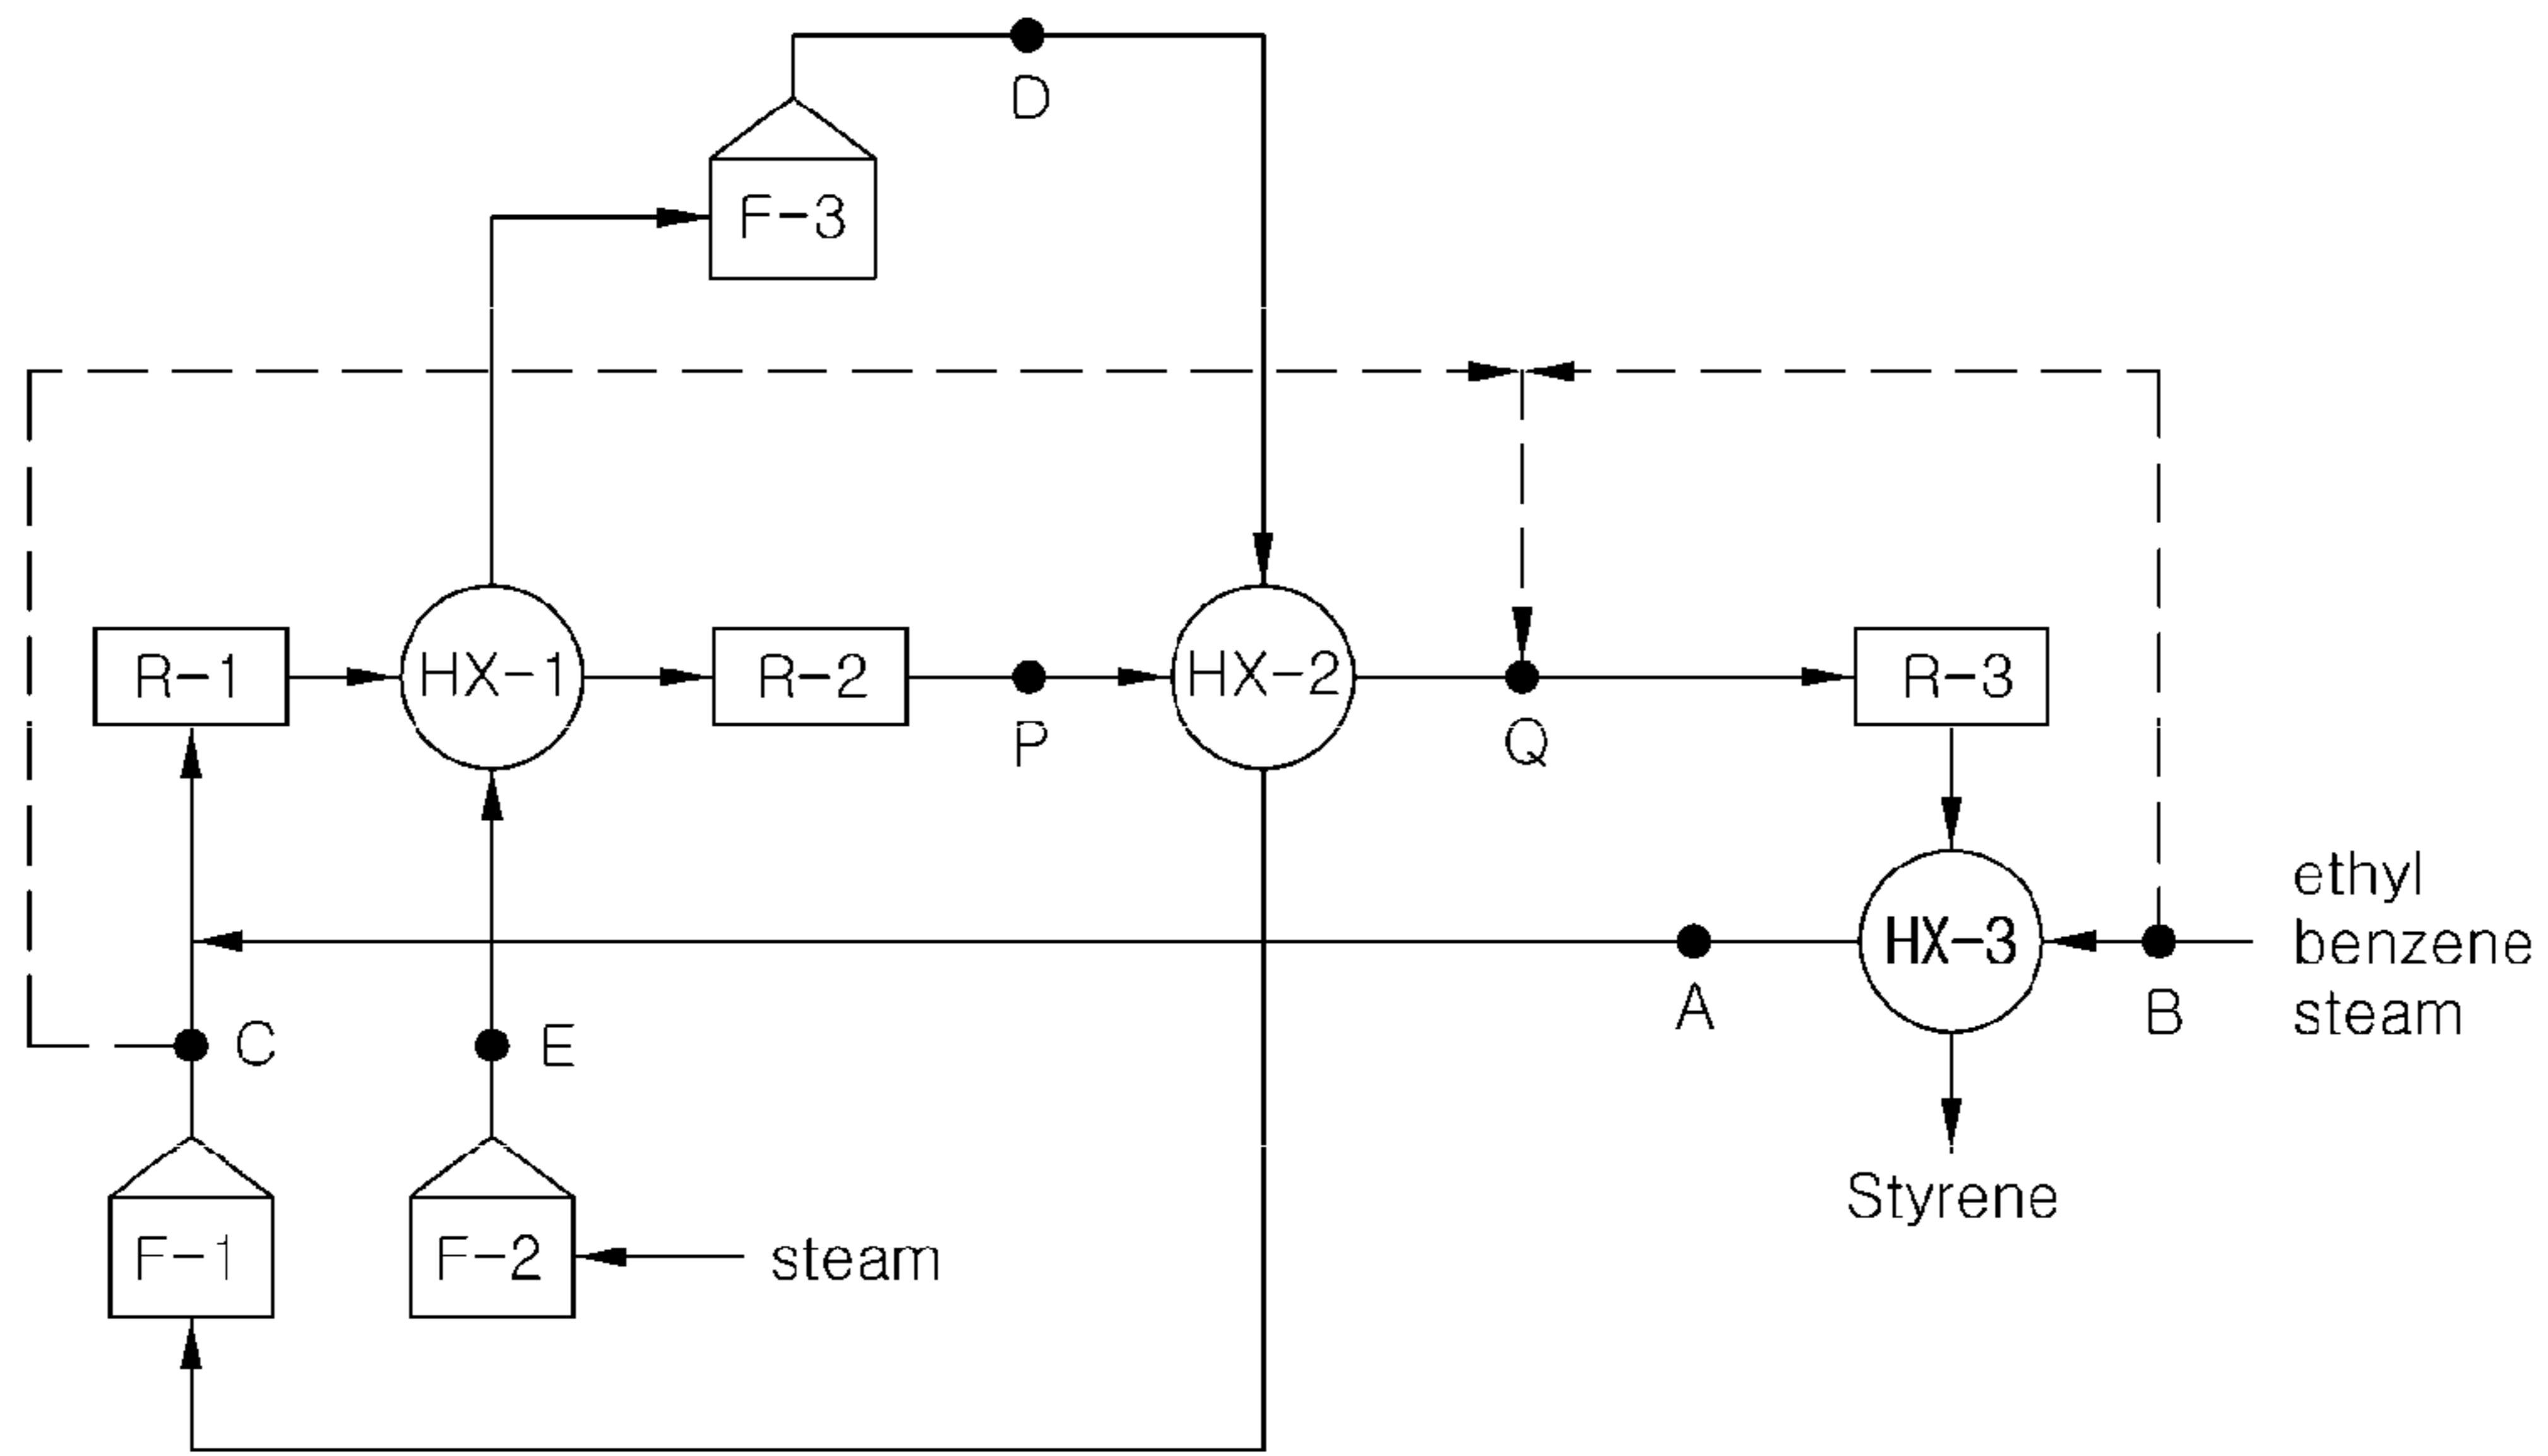 D
F-3
R-1
HX-1
R-2
HX-2
R-3
P
Q
ethyl
benzene
steam
HX-3
A
B
C
E
Styrene
F-1
F-2
steam